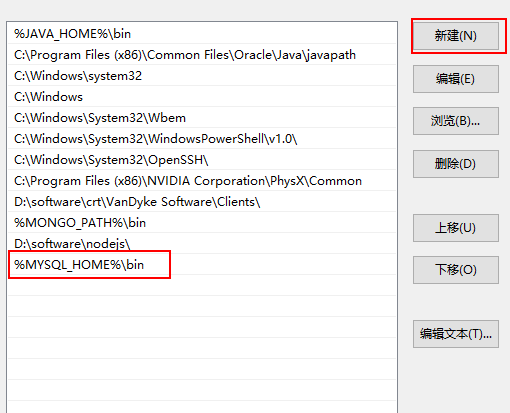 %JAVA_HOME%\bin
C:\Program Files (x86)\Common Files\Oracle\Java\javapath
C:\Windows\system32
C:\Windows
C:\Windows\System32\Wbem
C:\Windows\System32\WindowsPowerShell\v1.0\
C:\Windows\System32\OpenSSH\
C:\Program Files (x86)\NVIDIA Corporation\PhysX\Common
D:\software\crt\VanDyke Software\Clients\
%MONGO_PATH%\bin
D:\software\nodejs\
%MYSQL_HOME%\bin
新建(N)
编辑(E)
浏览(B)...
删除(D)
上移(U)
下移(O)
编辑文本(T)...